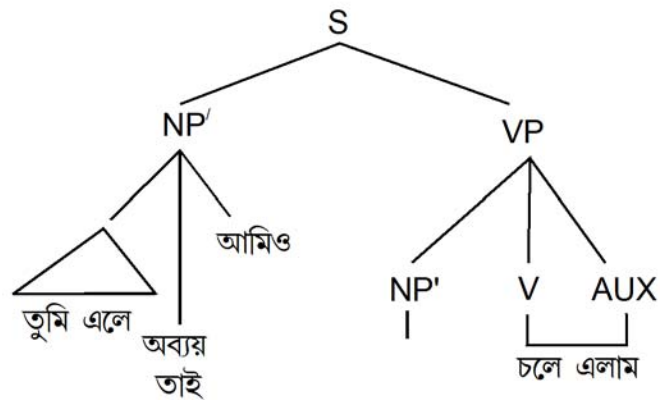 S
NP/ VP
আমিও
NP' V AUX
তুমি এলে
অব্যয়
তাই
চলে এলাম